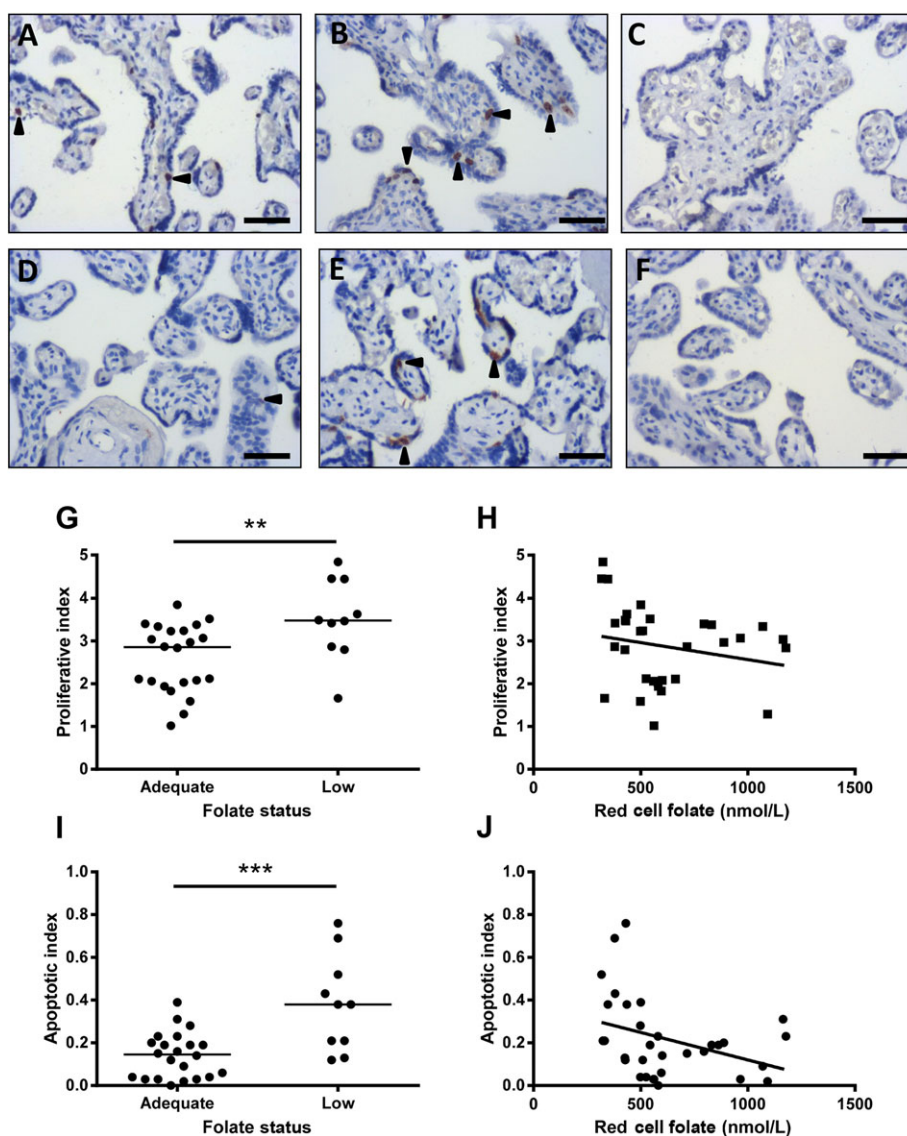 A B C
D E F
G H
**
Proliferative index
5
4
3
2
1
0
Adequate Low
Folate status
Proliferative index
5
4
3
2
1
0
0 500 1000 1500
Red cell folate (nmol/L)
I J
***
Apoptotic index
1.0
0.8
0.6
0.4
0.2
0.0
Adequate Low
Folate status
Apoptotic index
1.0
0.8
0.6
0.4
0.2
0.0
0 500 1000 1500
Red cell folate (nmol/L)